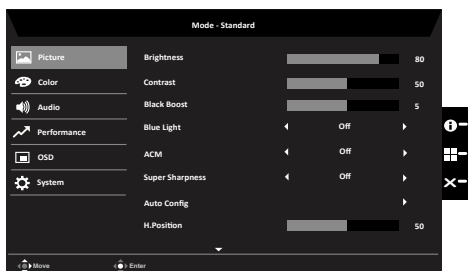 Mode - Standard
Picture
Brightness 80
Color
Contrast 50
Audio
Black Boost 5
Performance
Blue Light Off
OSD
ACM Off
System
Super Sharpness Off
Auto Config
H.Position 50
Move Enter